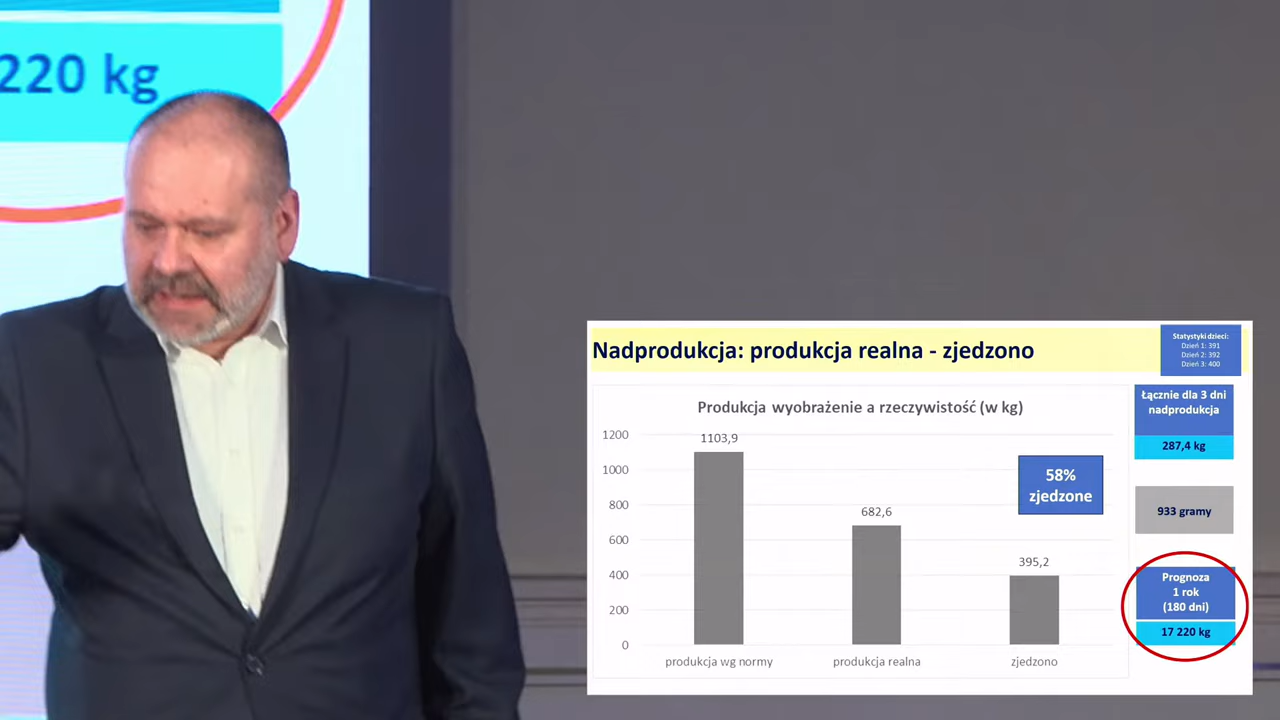 220 kg
Nadprodukcja: produkcja realna - zjedzono
Statystyki dzieci:
Dzień 1: 391
Dzień 2: 392
Dzień 3: 400
Produkcja wyobrażenie a rzeczywistość (w kg)
1200
1000
800
600
400
200
0
1103,9
682,6
395,2
produkcja wg normy
produkcja realna
zjedzono
58%
zjedzone
Łącznie dla 3 dni
nadprodukcja
287,4 kg
933 gramy
Prognoza
1 rok
(180 dni)
17 220 kg